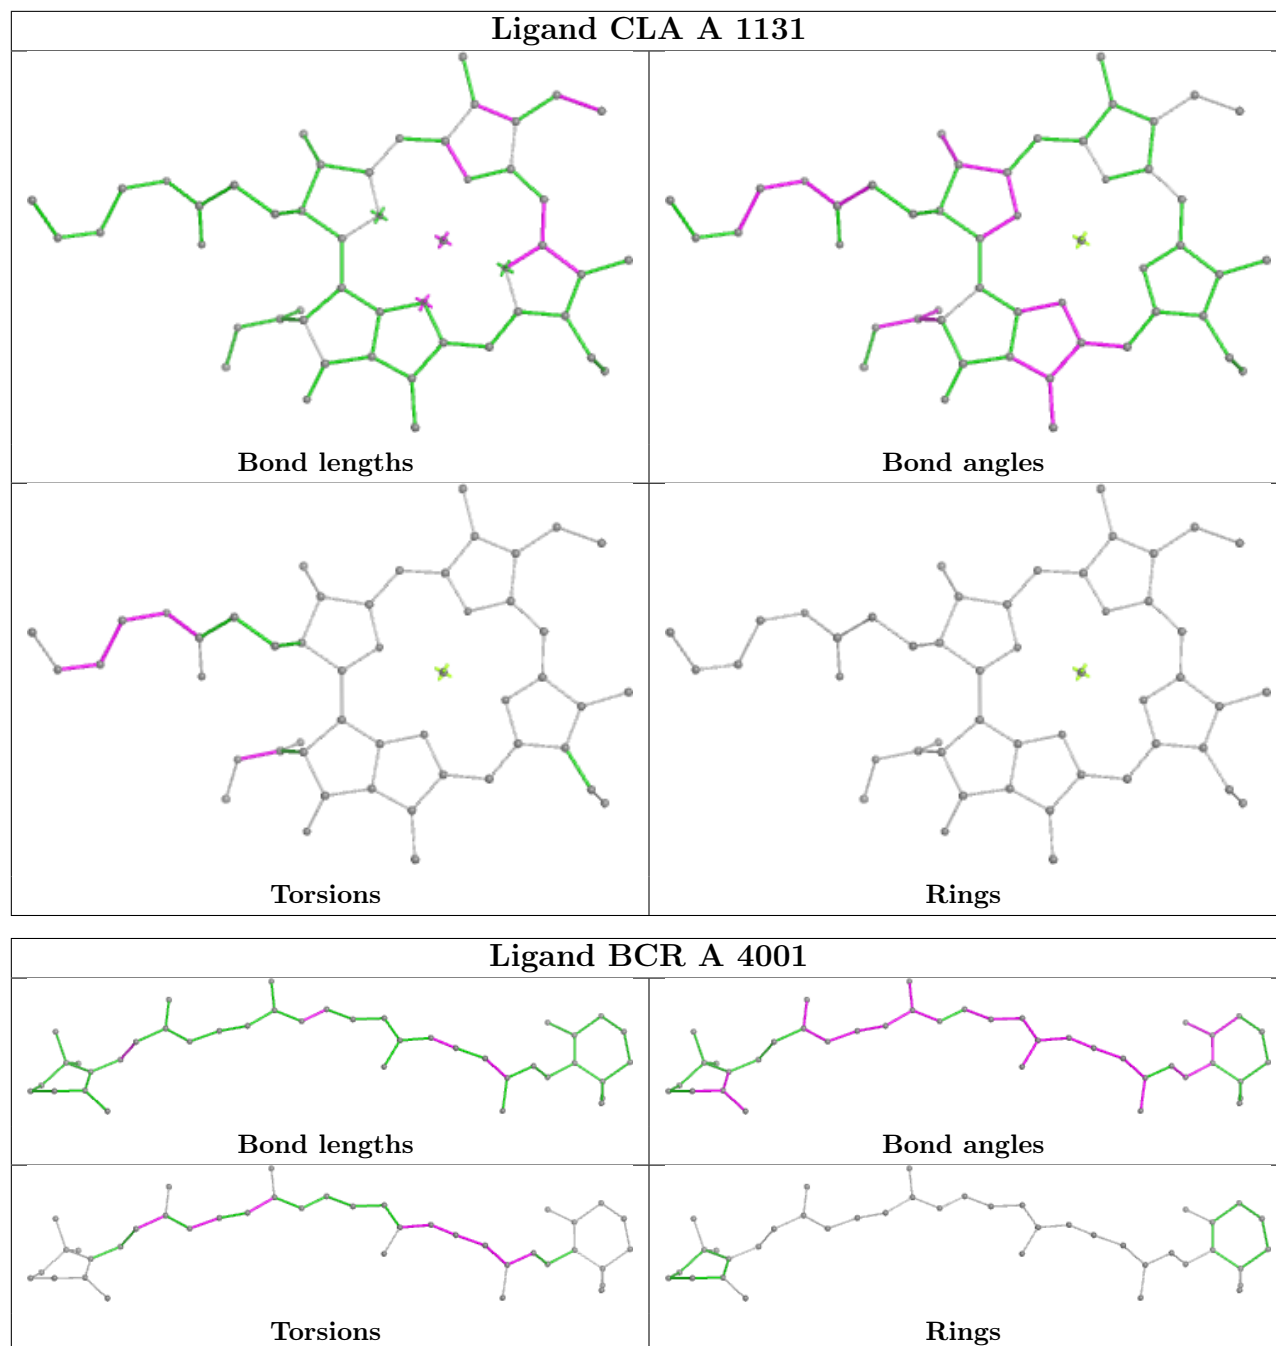 Ligand CLA A 1131
Bond lengths
Bond angles
Torsions
Rings
Ligand BCR A 4001
Bond lengths
Bond angles
Torsions
Rings